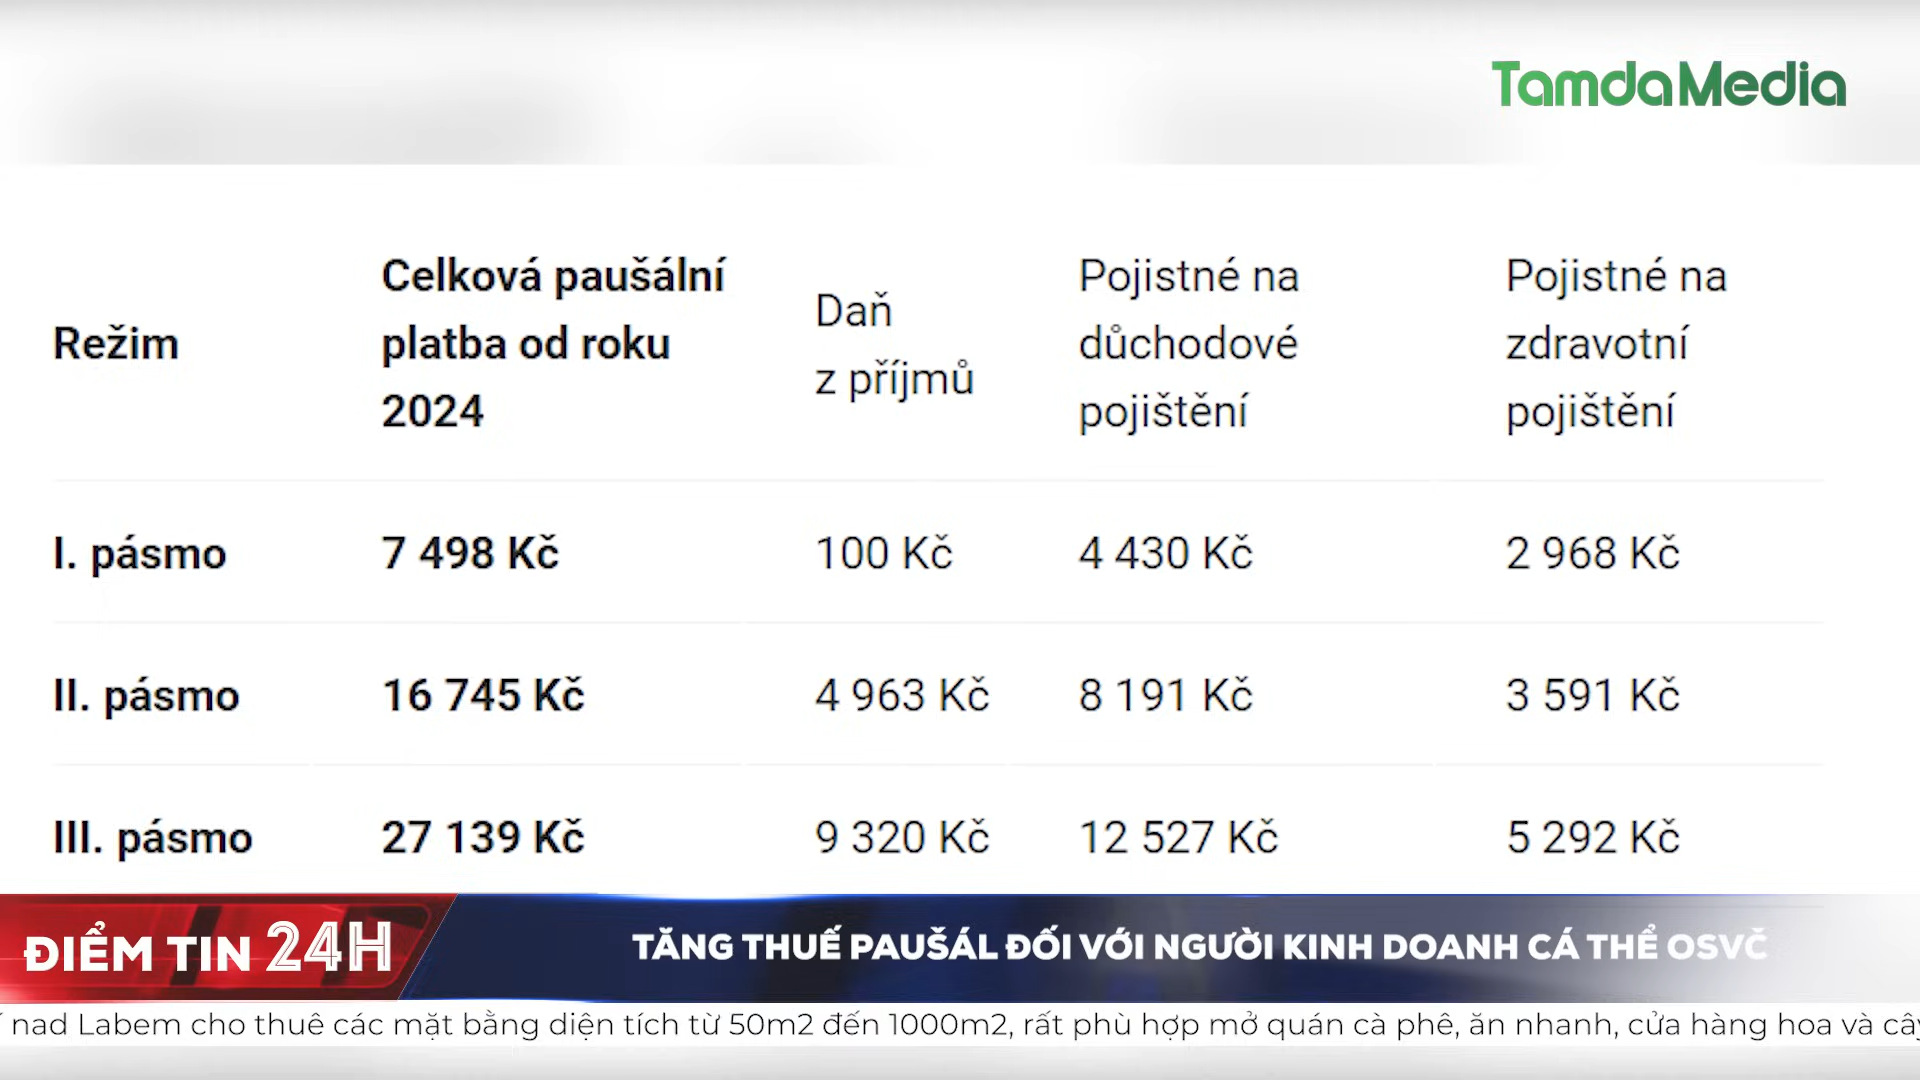 TamdaMedia
Režim
Celková paušální
platba od roku
2024
Daň
z příjmů
Pojistné na
důchodové
pojištění
Pojistné na
zdravotní
pojištění
I. pásmo 7 498 Kč 100 Kč 4 430 Kč 2 968 Kč
II. pásmo 16 745 Kč 4 963 Kč 8 191 Kč 3 591 Kč
III. pásmo 27 139 Kč 9 320 Kč 12 527 Kč 5 292 Kč
ĐIỂM TIN 24H
TĂNG THUẾ PAUŠÁL ĐỐI VỚI NGƯỜI KINH DOANH CÁ THỂ OSVČ
nad Labem cho thuê các mặt bằng diện tích từ 50m2 đến 1000m2, rất phù hợp mở quán cà phê, ăn nhanh, cửa hàng hoa và